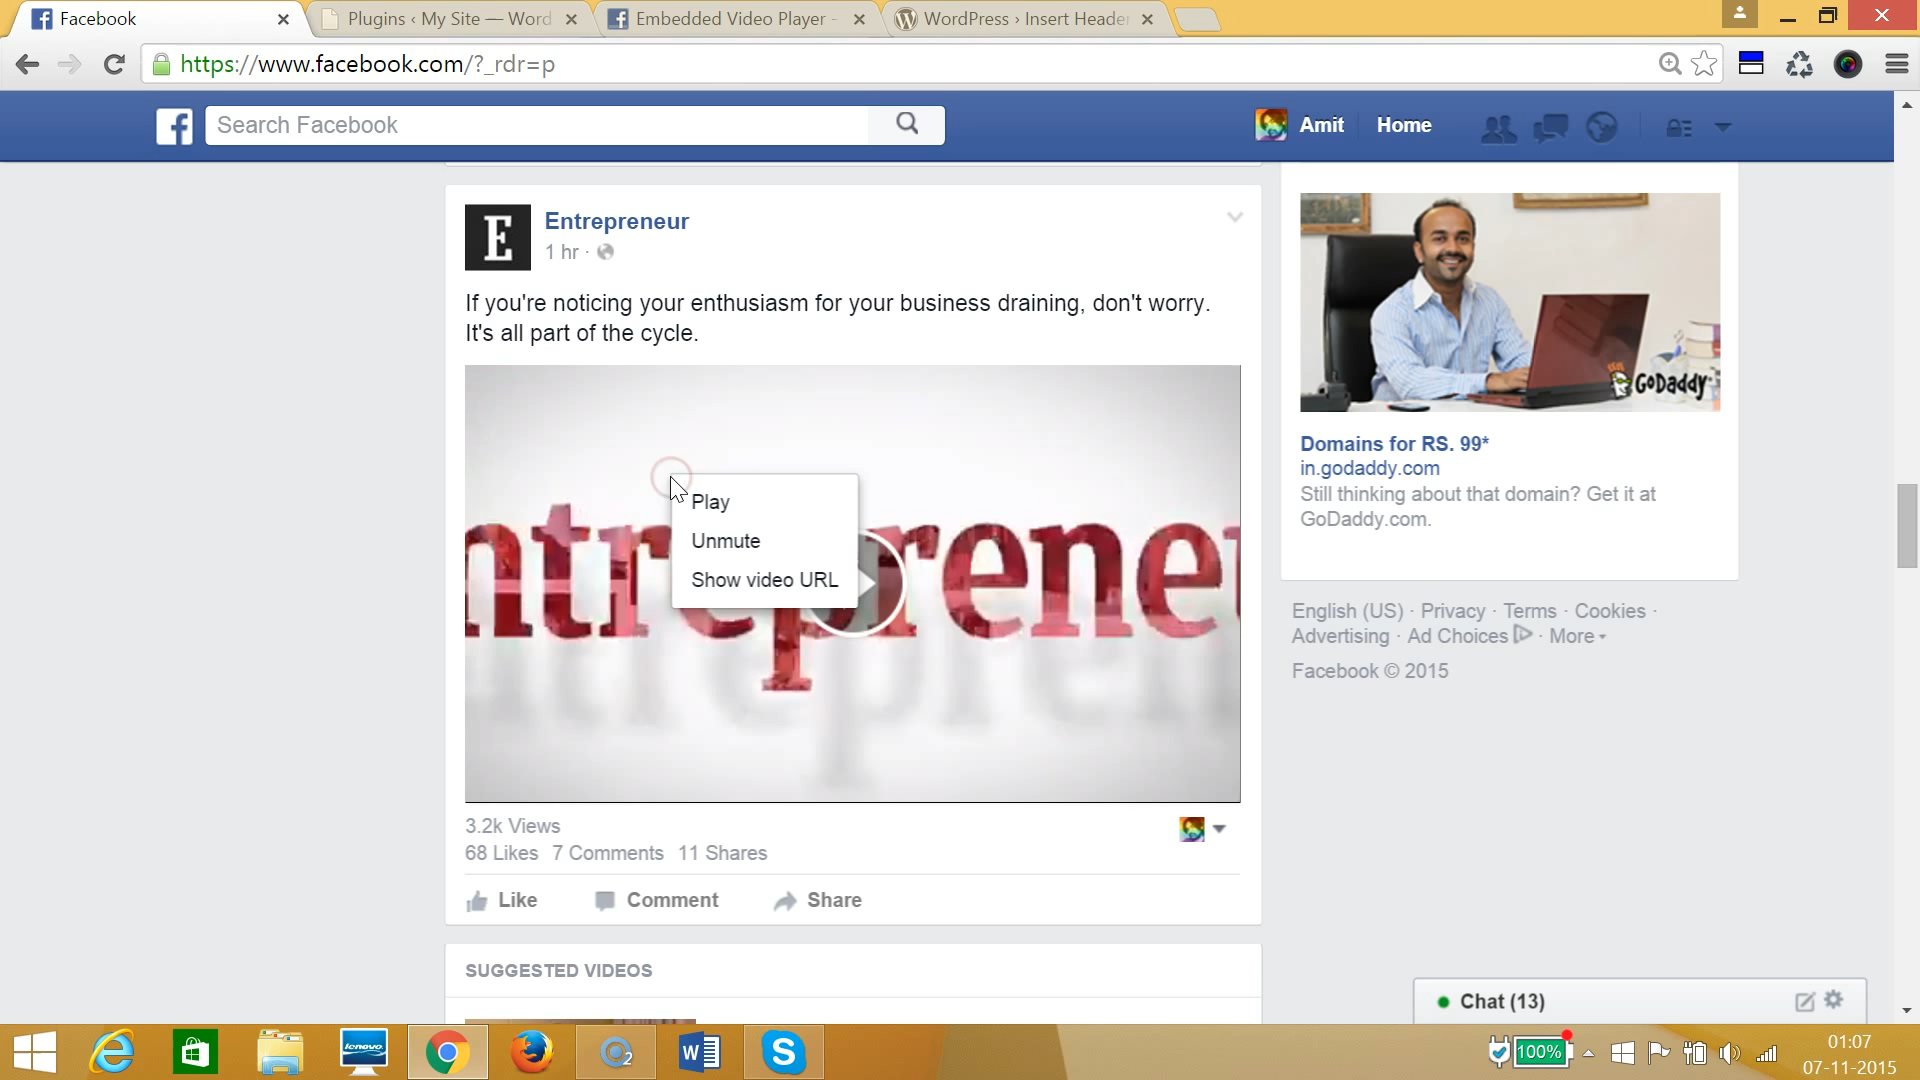 Facebook
Plugins ‹ My Site — Word
Embedded Video Player -
WordPress › Insert Header
https://www.facebook.com/?_rdr=p
Search Facebook
Amit
Home
E
Entrepreneur
1 hr ·
If you're noticing your enthusiasm for your business draining, don't worry.
It's all part of the cycle.
Play
Unmute
Show video URL
ntrepreneu
3.2k Views
68 Likes 7 Comments 11 Shares
Like
Comment
Share
SUGGESTED VIDEOS
GoDaddy
Domains for RS. 99*
in.godaddy.com
Still thinking about that domain? Get it at
GoDaddy.com.
English (US) · Privacy · Terms · Cookies ·
Advertising · Ad Choices · More
Facebook © 2015
Chat (13)
lenovo
100%
01:07
07-11-2015